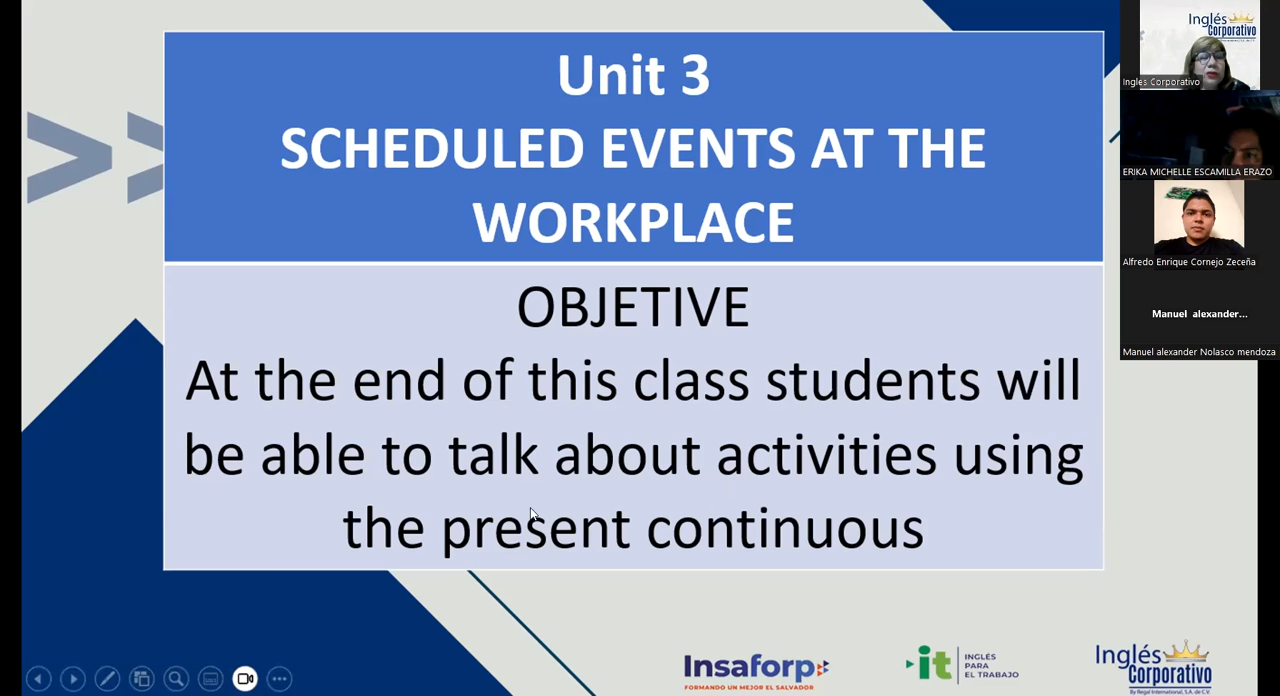 Unit 3
SCHEDULED EVENTS AT THE
WORKPLACE
OBJETIVE
At the end of this class students will
be able to talk about activities using
the present continuous
Insaforp
FORMANDO UN MEJOR EL SALVADOR
it
INGLÉS
PARA
EL TRABAJO
Inglés
Corporativo
By Regal International, S.A. de C.V.
Inglés
Corporativo
Inglés Corporativo
ERIKA MICHELLE ESCAMILLA ERAZO
Alfredo Enrique Cornejo Zeceña
Manuel alexander...
Manuel alexander Nolasco mendoza